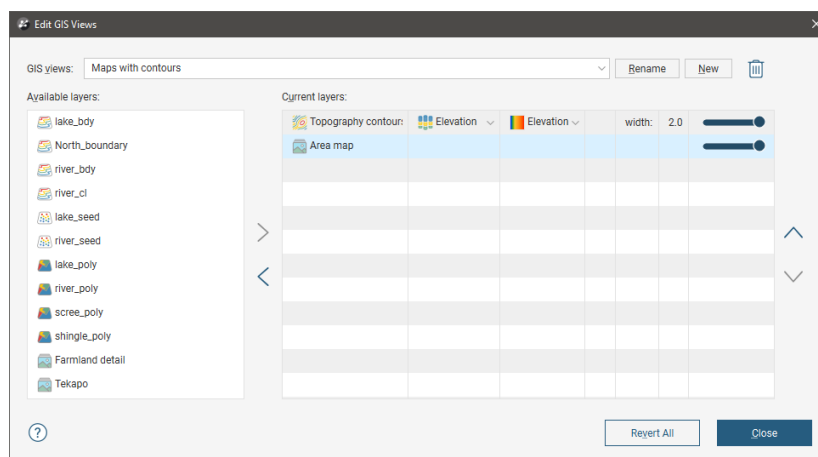 Edit GIS Views
GIS views: Maps with contours Rename New
Available layers: Current layers:
lake_bdy Topography contours Elevation Elevation width: 2.0
North_boundary Area map
river_bdy
river_cl
lake_seed
river_seed
lake_poly
river_poly
scree_poly
shingle_poly
Farmland detail
Tekapo
? Revert All Close